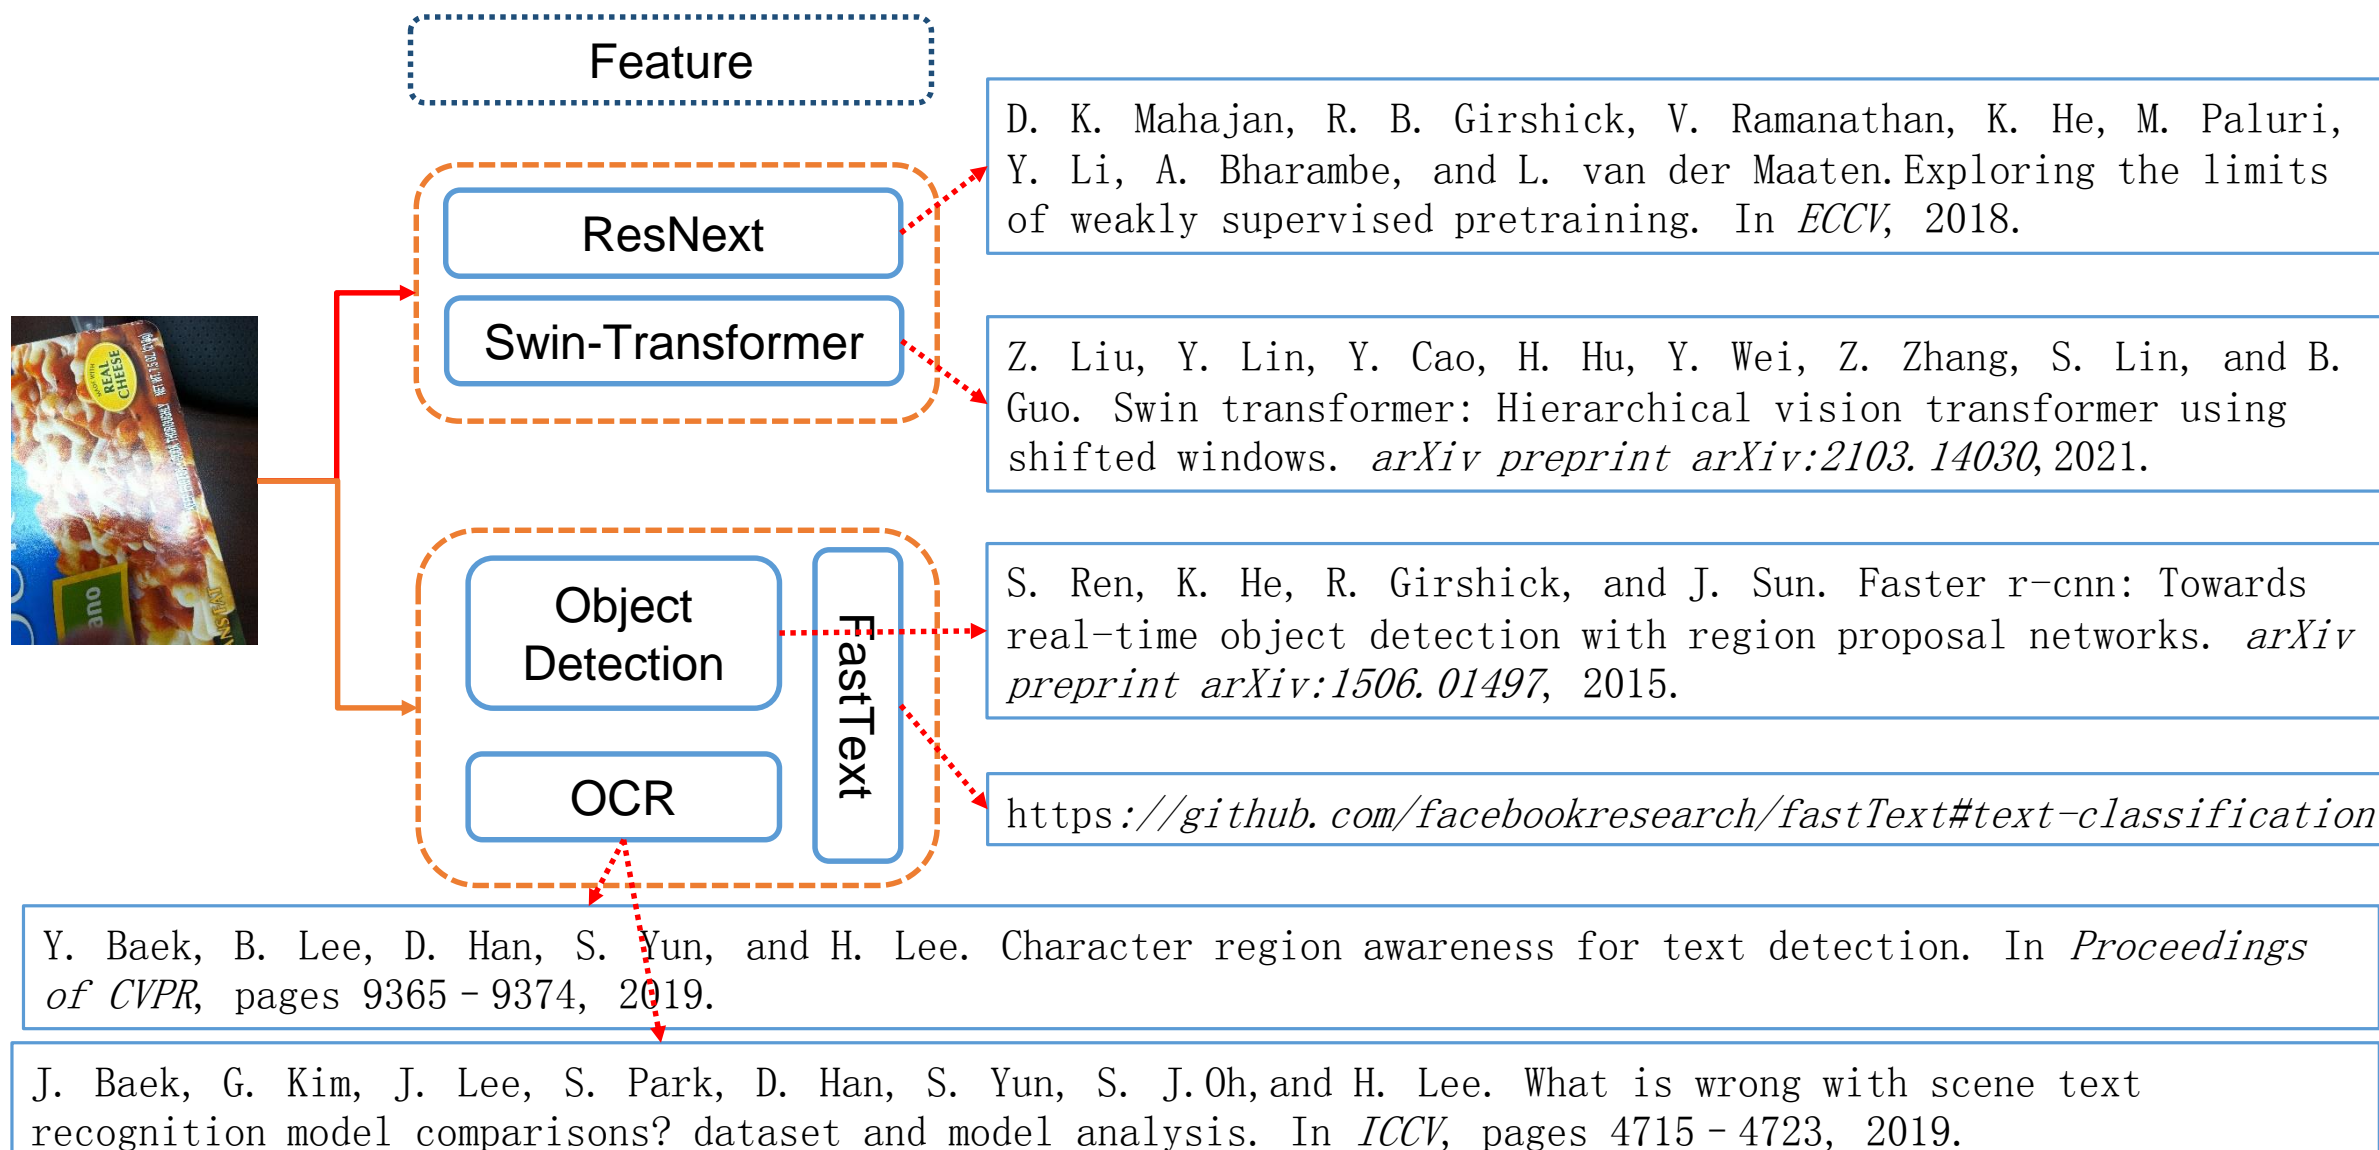 Feature
D. K. Mahajan, R. B. Girshick, V. Ramanathan, K. He, M. Paluri,
Y. Li, A. Bharambe, and L. van der Maaten. Exploring the limits
of weakly supervised pretraining. In ECCV, 2018.
ResNext
Swin-Transformer
Z. Liu, Y. Lin, Y. Cao, H. Hu, Y. Wei, Z. Zhang, S. Lin, and B.
Guo. Swin transformer: Hierarchical vision transformer using
shifted windows. arXiv preprint arXiv:2103.14030,2021.
MADE WITH
REAL
CHEESE
ano
Object
Detection
FastText
OCR
S. Ren, K. He, R. Girshick, and J. Sun. Faster r-cnn: Towards
real-time object detection with region proposal networks. arXiv
preprint arXiv:1506.01497, 2015.
https://github.com/facebookresearch/fastText#text-classification
Y. Baek, B. Lee, D. Han, S. Yun, and H. Lee. Character region awareness for text detection. In Proceedings
of CVPR, pages 9365–9374, 2019.
J. Baek, G. Kim, J. Lee, S. Park, D. Han, S. Yun, S. J.Oh,and H. Lee. What is wrong with scene text
recognition model comparisons? dataset and model analysis. In ICCV, pages 4715–4723, 2019.